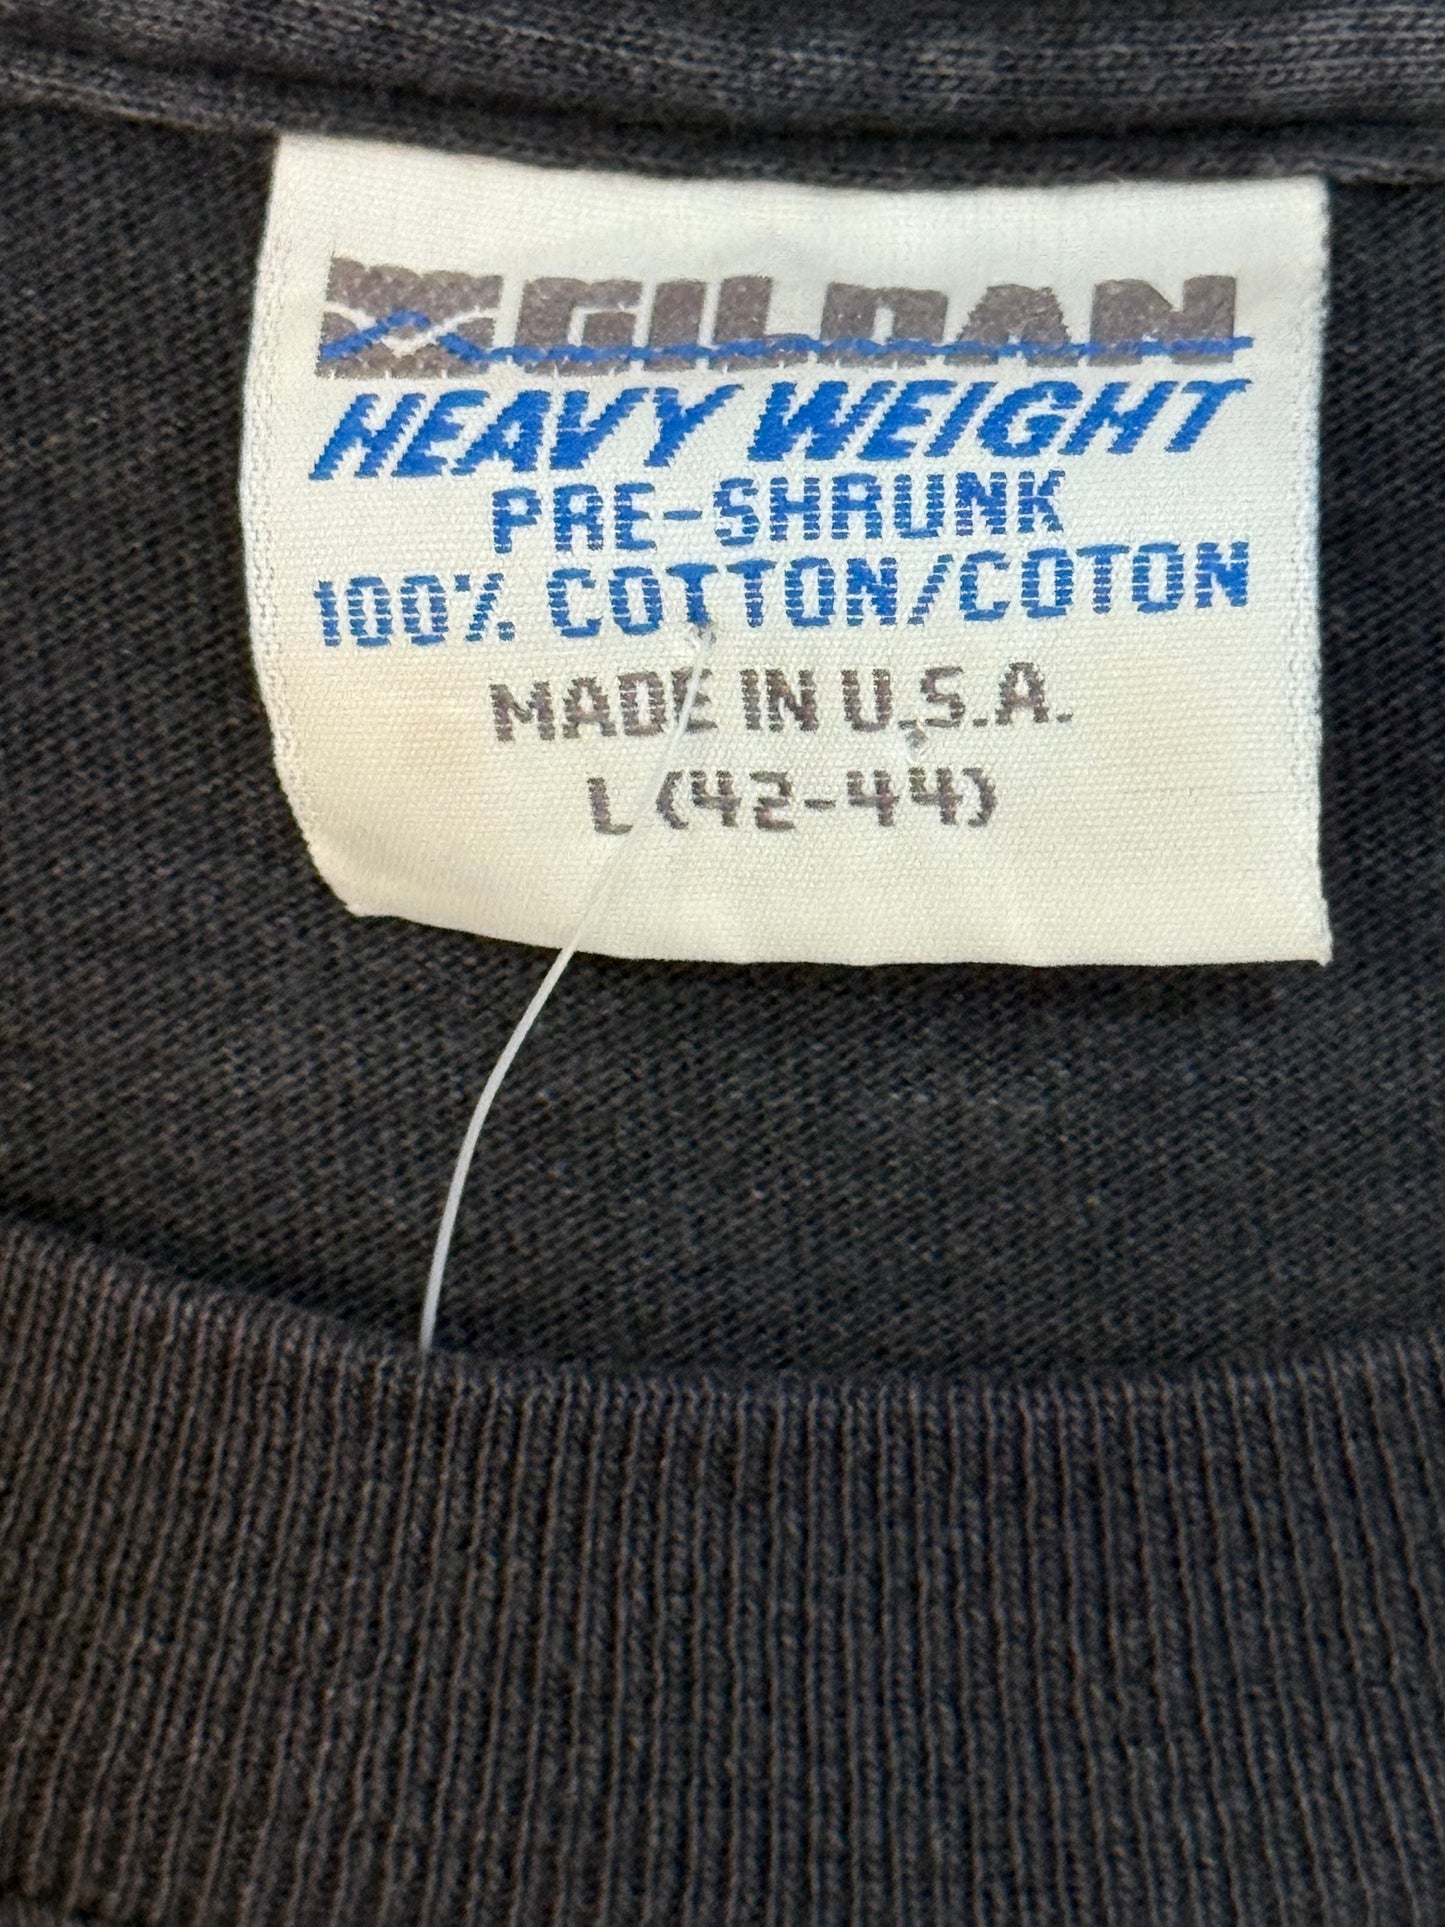 GILDAN
HEAVY WEIGHT
PRE-SHRUNK
100% COTTON/COTON
MADE IN U.S.A.
L (42-44)